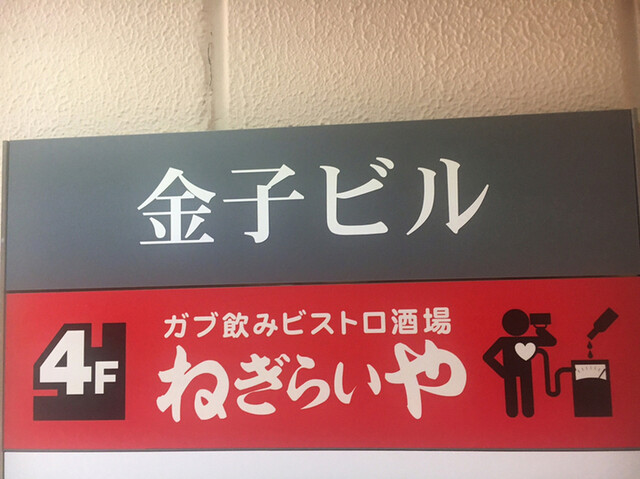 金子ビル
4F
ガブ飲みビストロ酒場
ねぎらいや